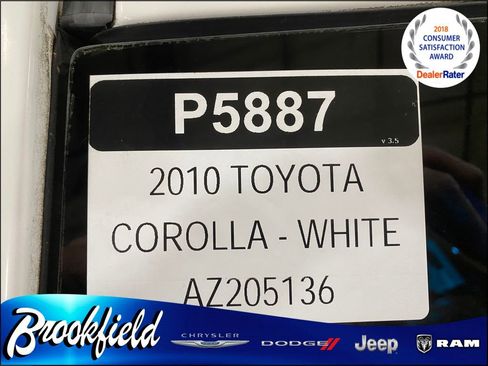 2018
CONSUMER
SATISFACTION
AWARD
DealerRater
P5887
v 3.5
2010 TOYOTA
COROLLA - WHITE
AZ205136
Brookfield
CHRYSLER
DODGE
Jeep
RAM